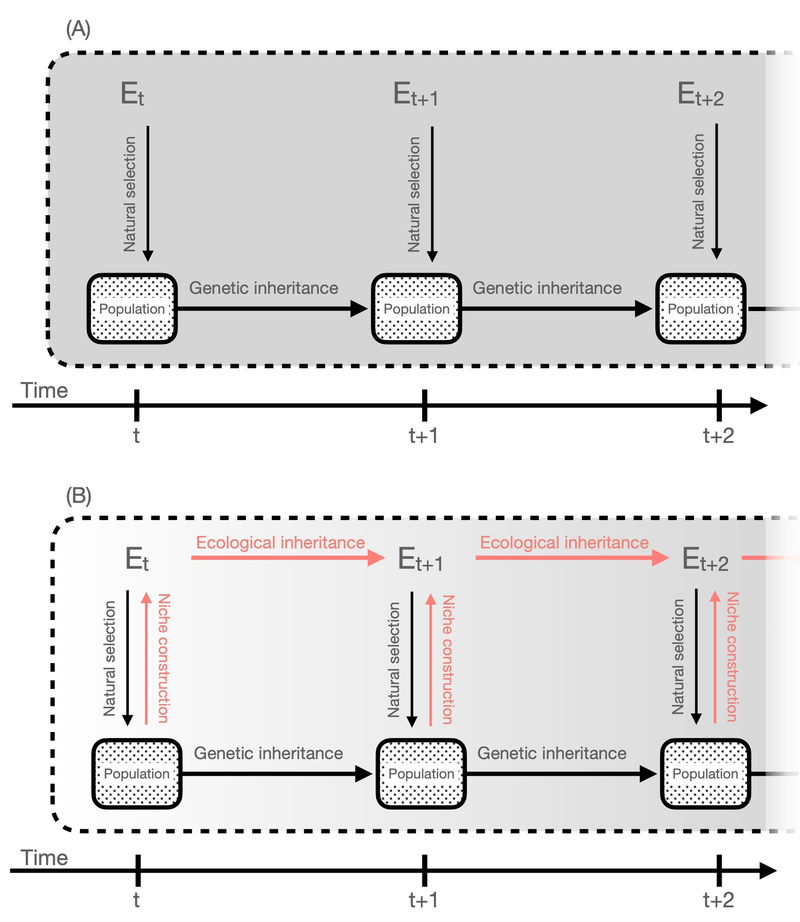 (A)
Et
Et+1
Et+2
Natural selection
Natural selection
Natural selection
Population
Genetic inheritance
Population
Genetic inheritance
Population
Time
t
t+1
t+2
(B)
Et
Ecological inheritance
Et+1
Ecological inheritance
Et+2
Natural selection
Niche construction
Natural selection
Niche construction
Natural selection
Niche construction
Population
Genetic inheritance
Population
Genetic inheritance
Population
Time
t
t+1
t+2